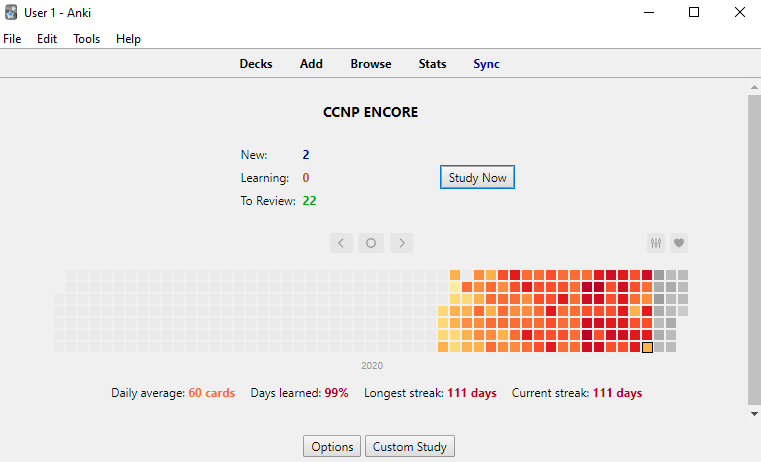 User 1 - Anki
File Edit Tools Help
Decks Add Browse Stats Sync
CCNP ENCORE
New: 2
Learning: 0
To Review: 22
Study Now
2020
Daily average: 60 cards Days learned: 99% Longest streak: 111 days Current streak: 111 days
Options Custom Study